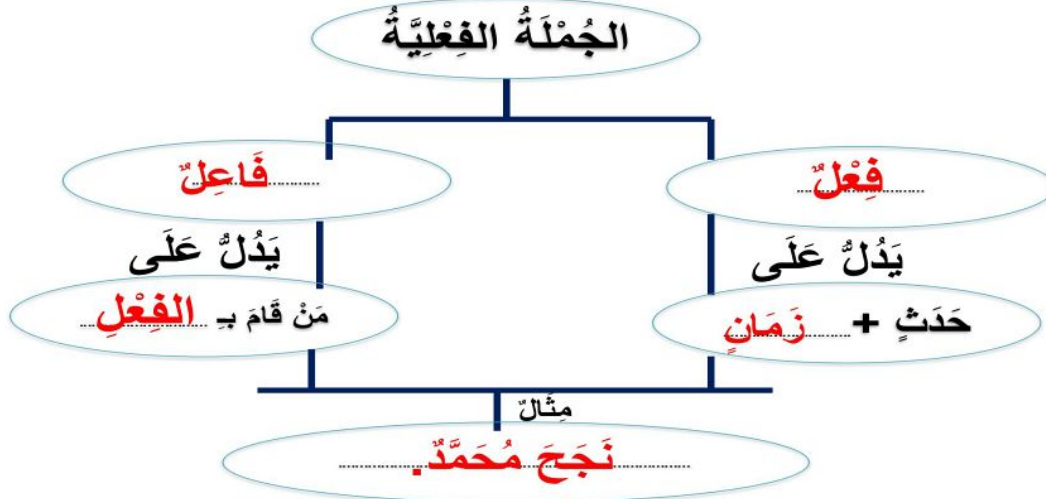 الجُمْلَةُ الفِعْلِيَّةُ
فِعْلٌ
فَاعِلٌ
يَدُلُّ عَلَى
يَدُلُّ عَلَى
حَدَثٍ + زَمَانٍ
مَنْ قَامَ بِـ الفِعْلِ
مِثَالٌ
نَجَحَ مُحَمَّدٌ.